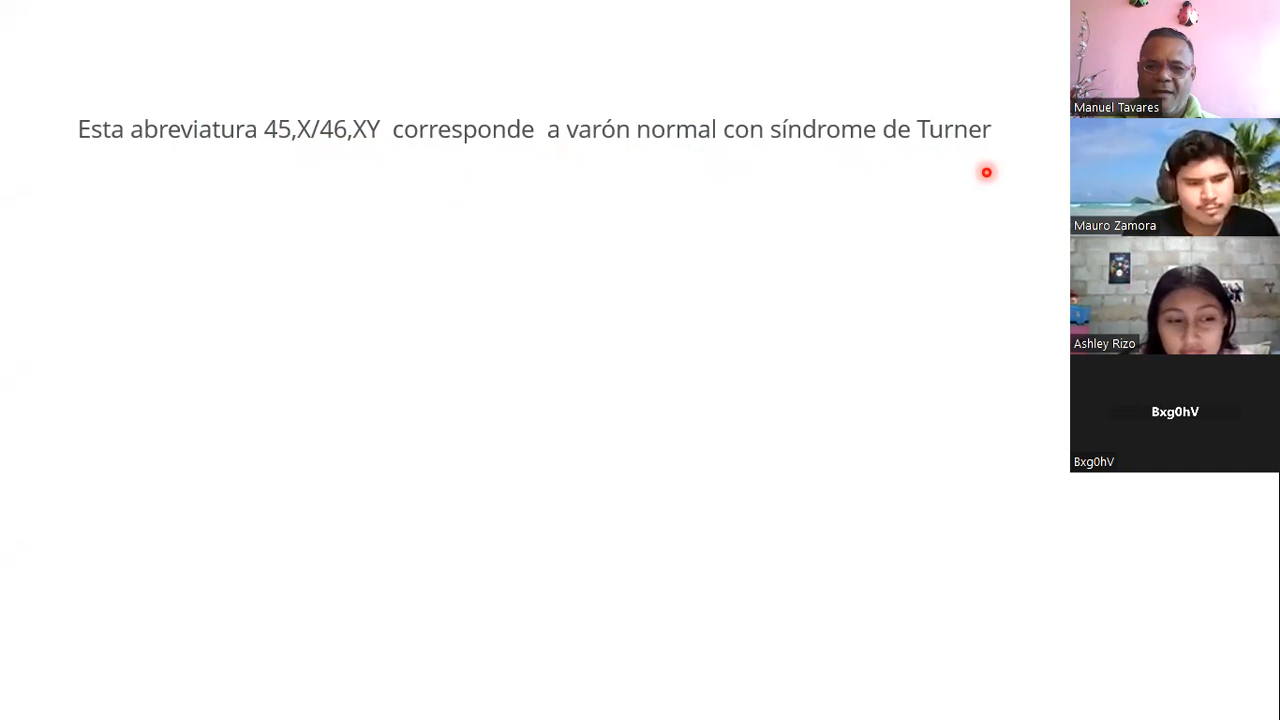 Esta abreviatura 45,X/46,XY corresponde a varón normal con síndrome de Turner
Manuel Tavares
Mauro Zamora
Ashley Rizo
Bxg0hV
Bxg0hV